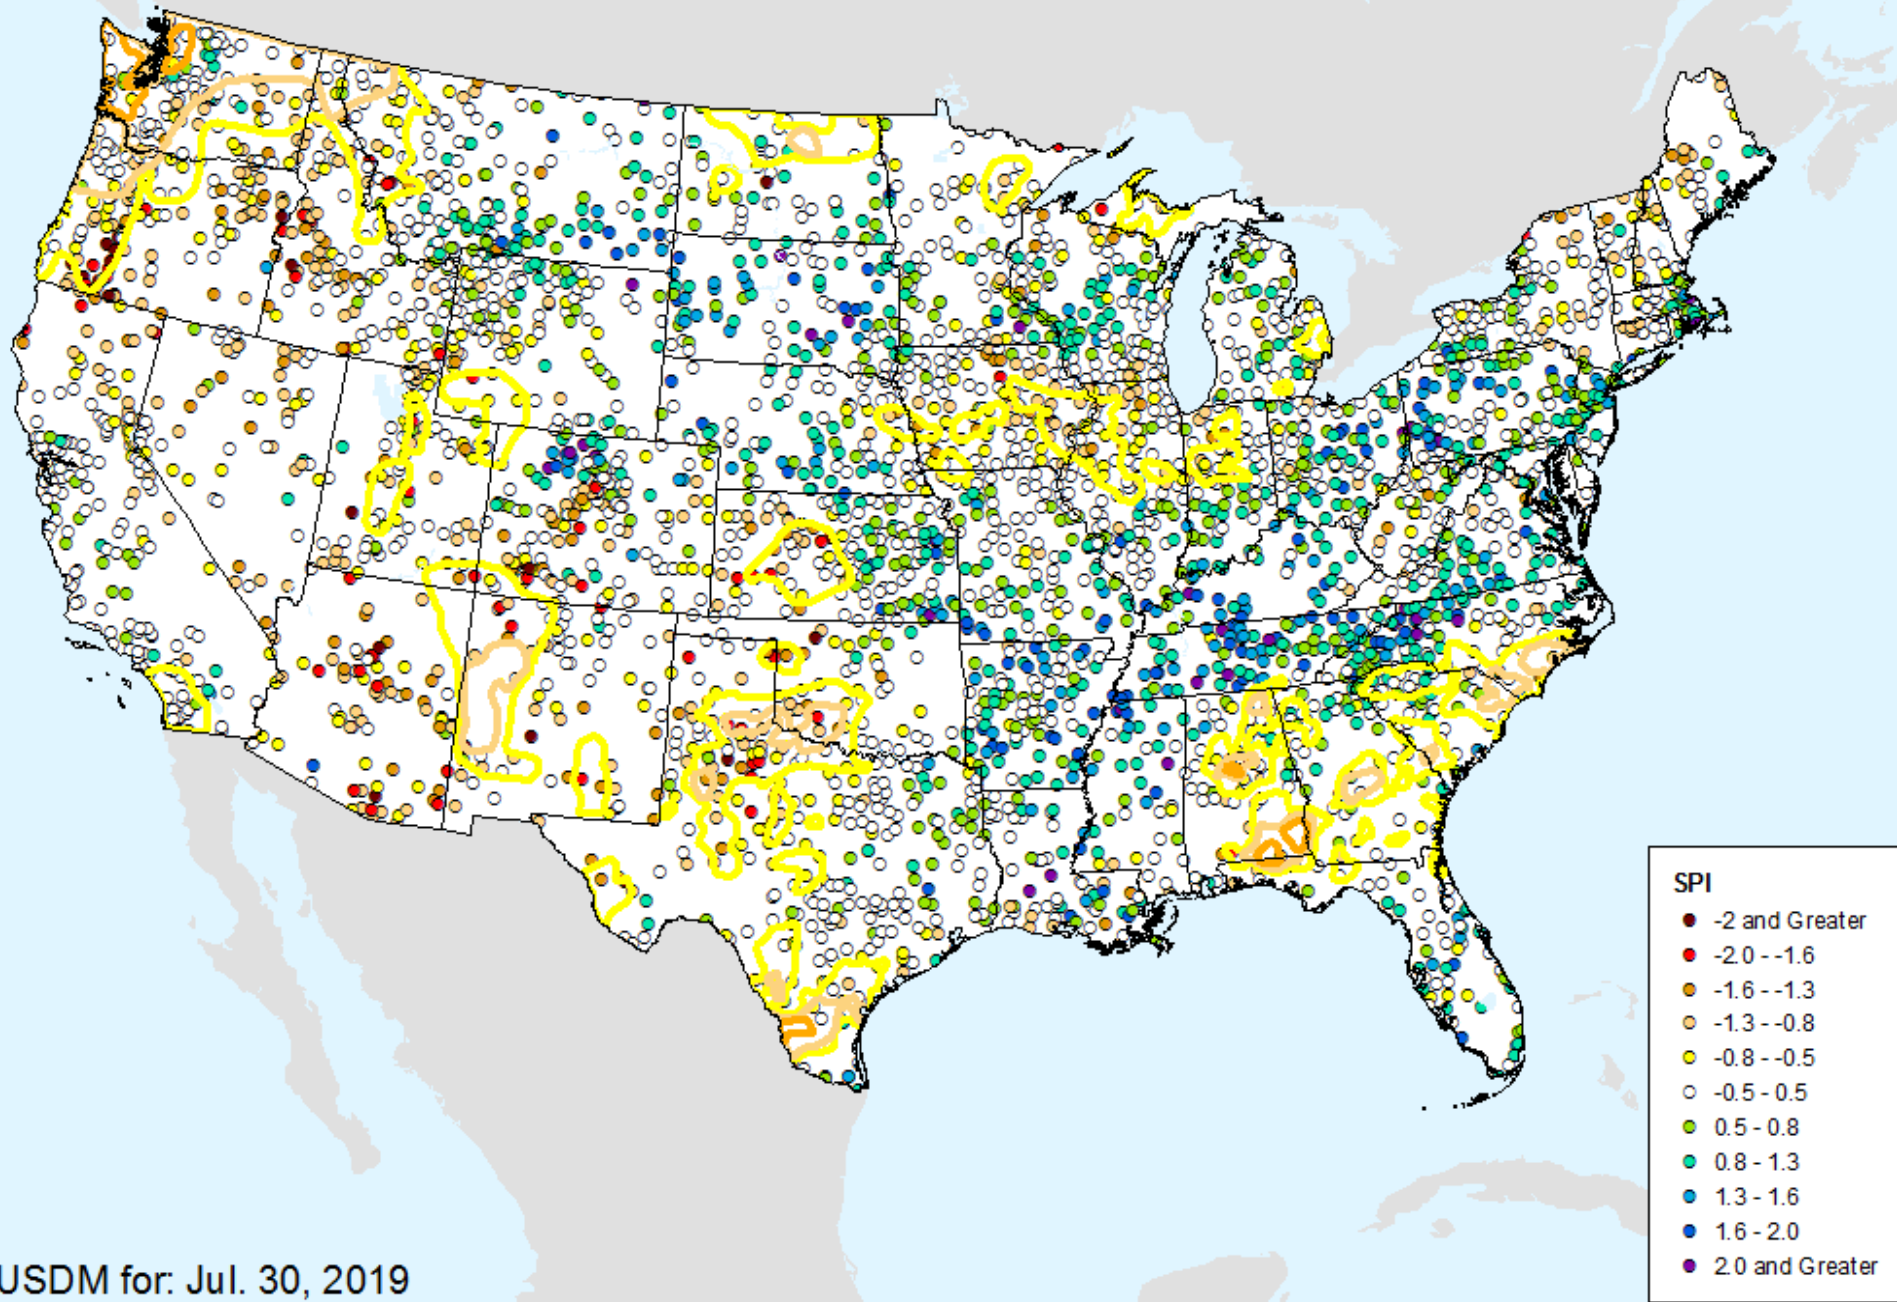 SPI
-2 and Greater
-2.0 - -1.6
-1.6 - -1.3
-1.3 - -0.8
-0.8 - -0.5
-0.5 - 0.5
0.5 - 0.8
0.8 - 1.3
1.3 - 1.6
1.6 - 2.0
2.0 and Greater
USDM for: Jul. 30, 2019